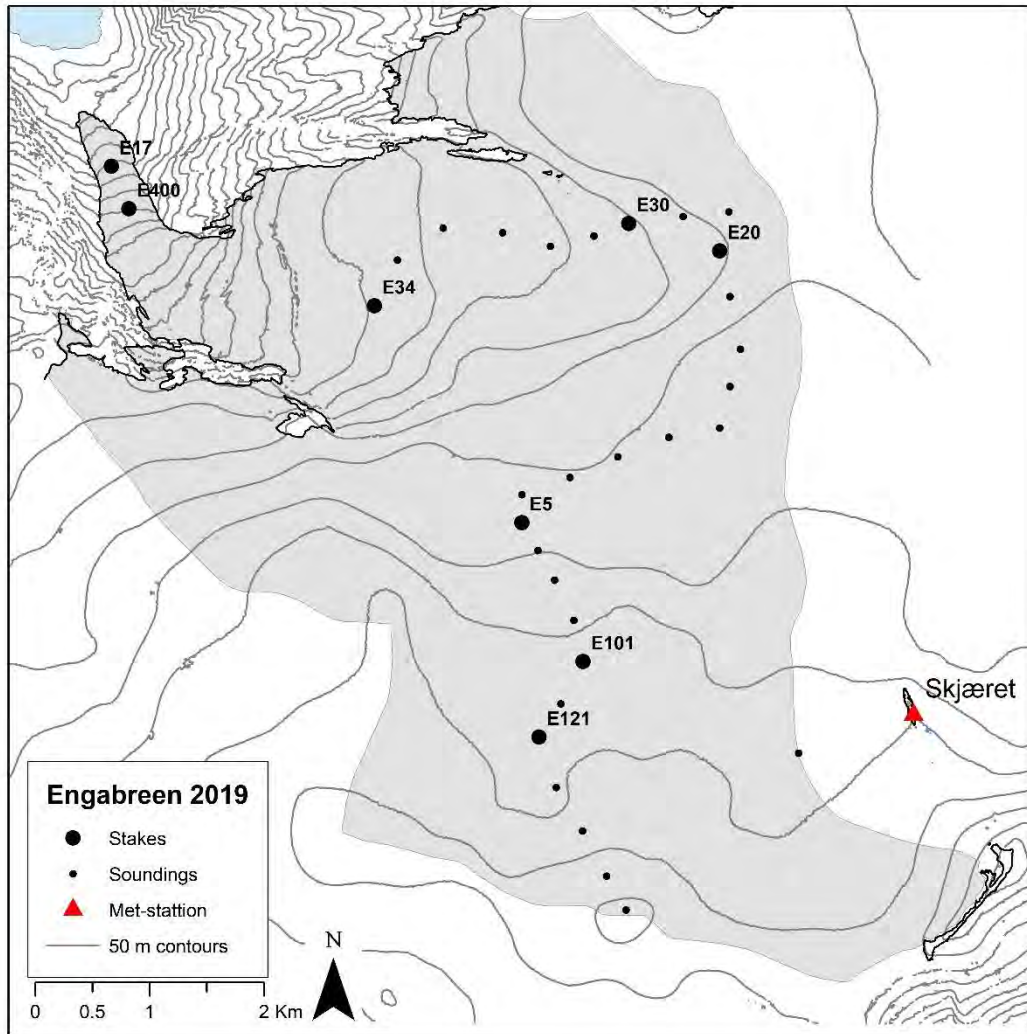 E17
E400
E30
E20
E34
E5
E101
Skjæret
E121
Engabreen 2019
Stakes
Soundings
Met-stattion
50 m contours
N
0 0.5 1 2 Km